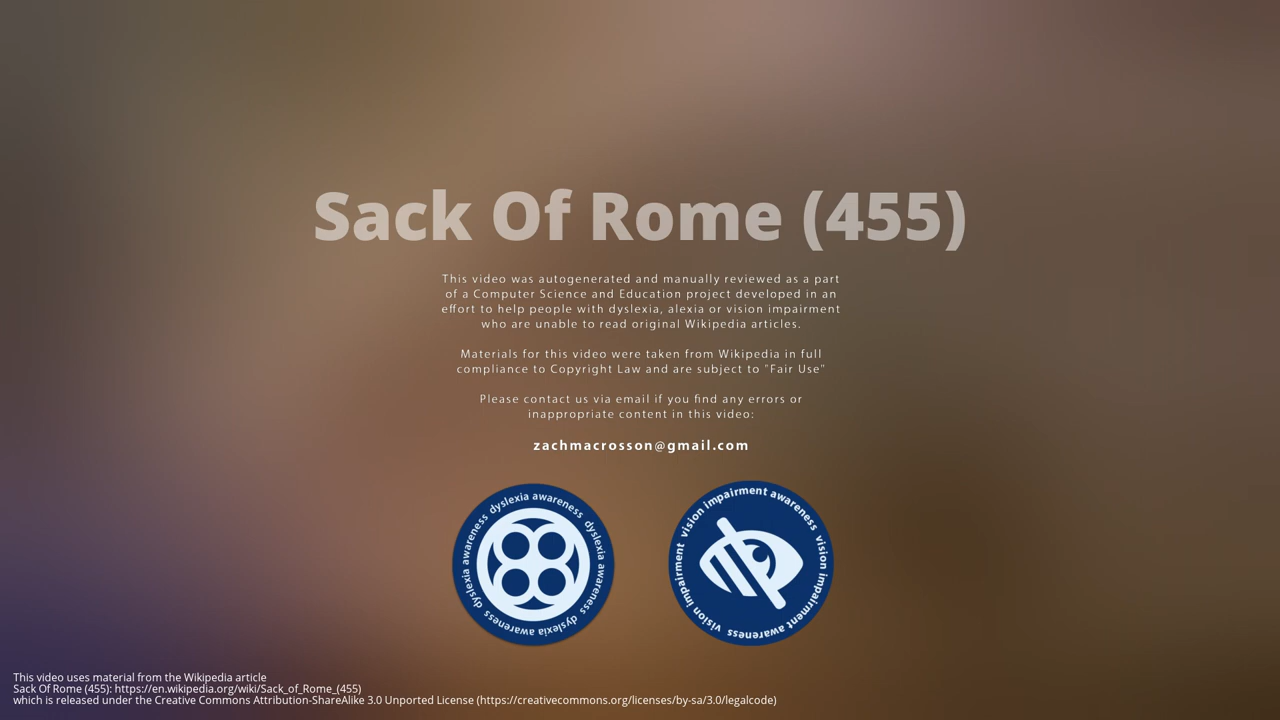 Sack Of Rome (455)
This video was autogenerated and manually reviewed as a part
of a Computer Science and Education project developed in an
effort to help people with dyslexia, alexia or vision impairment
who are unable to read original Wikipedia articles.
Materials for this video were taken from Wikipedia in full
compliance to Copyright Law and are subject to "Fair Use"
Please contact us via email if you find any errors or
inappropriate content in this video:
zachmacrosson@gmail.com
dyslexia awareness dyslexia awareness dyslexia awareness dyslexia awareness
vision impairment awareness vision impairment awareness vision impairment
This video uses material from the Wikipedia article
Sack Of Rome (455): https://en.wikipedia.org/wiki/Sack_of_Rome_(455)
which is released under the Creative Commons Attribution-ShareAlike 3.0 Unported License (https://creativecommons.org/licenses/by-sa/3.0/legalcode)